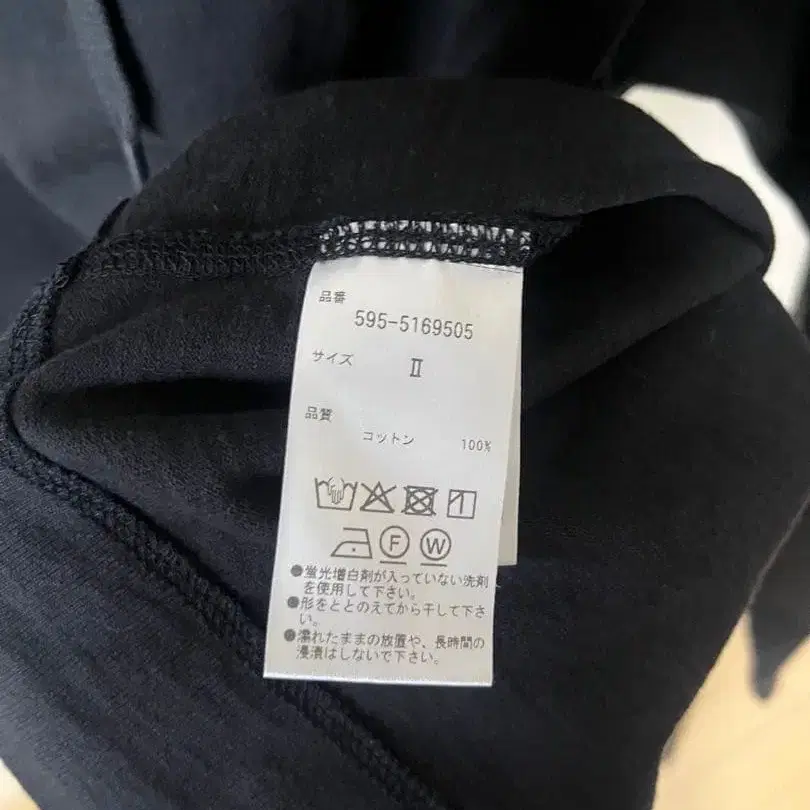 品番
595-5169505
サイズ
II
品質
コットン 100%
F W
●蛍光増白剤が入っていない洗剤
を使用して下さい。
●形をととのえてから干して下さ
い。
●濡れたままの放置や、長時間の
浸漬はしないで下さい。